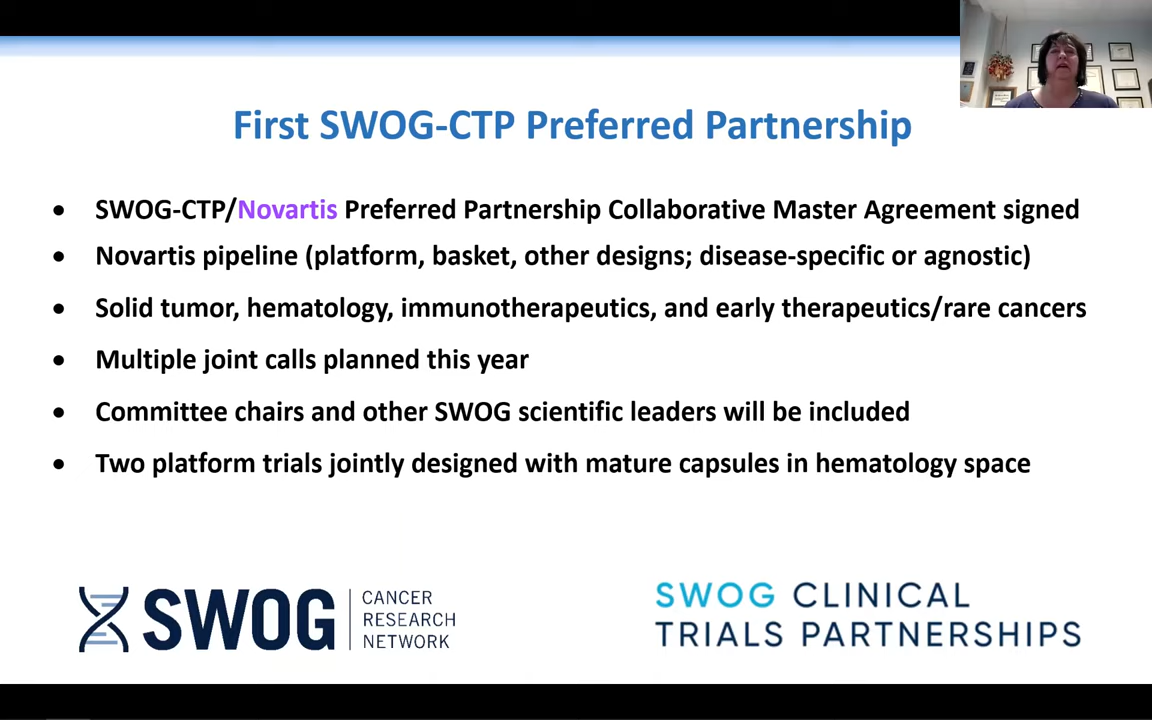 First SWOG-CTP Preferred Partnership
• SWOG-CTP/Novartis Preferred Partnership Collaborative Master Agreement signed
• Novartis pipeline (platform, basket, other designs; disease-specific or agnostic)
• Solid tumor, hematology, immunotherapeutics, and early therapeutics/rare cancers
• Multiple joint calls planned this year
• Committee chairs and other SWOG scientific leaders will be included
• Two platform trials jointly designed with mature capsules in hematology space
SWOG
CANCER
RESEARCH
NETWORK
SWOG CLINICAL
TRIALS PARTNERSHIPS